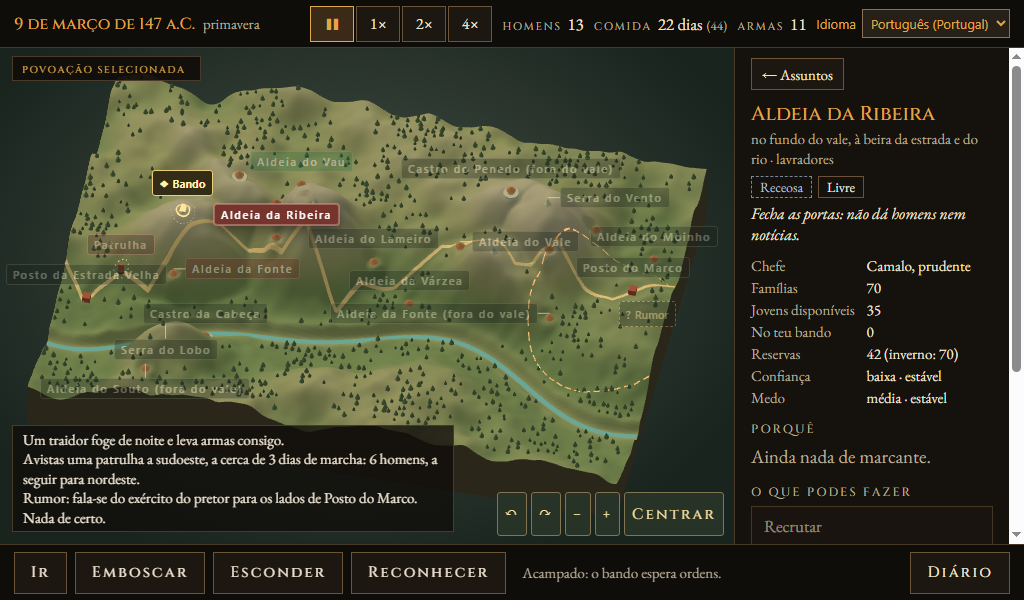 9 DE MARÇO DE 147 A.C. primavera
1×
2×
4×
HOMENS 13 COMIDA 22 dias (44) ARMAS 11
Idioma
Português (Portugal)
POVOAÇÃO SELECIONADA
Aldeia do Vau
Castro do Penedo (fora do vale)
◆ Bando
Serra do Vento
Aldeia da Ribeira
Patrulha
Aldeia do Lameiro
Aldeia do Vale
Aldeia do Moinho
Posto da Estrada Velha
Aldeia da Fonte
Aldeia da Várzea
Posto do Marco
Castro da Cabeça
Aldeia da Fonte (fora do vale)
? Rumor
Serra do Lobo
Aldeia do Souto (fora do vale)
Um traidor foge de noite e leva armas consigo.
Avistas uma patrulha a sudoeste, a cerca de 3 dias de marcha: 6 homens, a
seguir para nordeste.
Rumor: fala-se do exército do pretor para os lados de Posto do Marco.
Nada de certo.
↶
↷
−
+
CENTRAR
← Assuntos
ALDEIA DA RIBEIRA
no fundo do vale, à beira da estrada e do
rio · lavradores
Receosa
Livre
Fecha as portas: não dá homens nem
notícias.
Chefe Camalo, prudente
Famílias 70
Jovens disponíveis 35
No teu bando 0
Reservas 42 (inverno: 70)
Confiança baixa · estável
Medo média · estável
PORQUÊ
Ainda nada de marcante.
O QUE PODES FAZER
Recrutar
IR
EMBOSCAR
ESCONDER
RECONHECER
Acampado: o bando espera ordens.
DIÁRIO